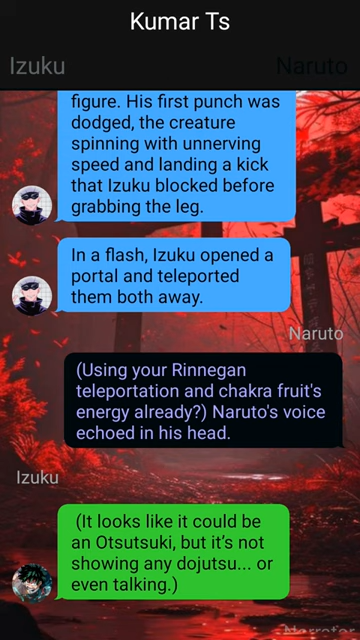 Kumar Ts
Izuku
Naruto
figure. His first punch was
dodged, the creature
spinning with unnerving
speed and landing a kick
that Izuku blocked before
grabbing the leg.
In a flash, Izuku opened a
portal and teleported
them both away.
Naruto
(Using your Rinnegan
teleportation and chakra fruit's
energy already?) Naruto's voice
echoed in his head.
Izuku
(It looks like it could be
an Otsutsuki, but it's not
showing any dojutsu... or
even talking.)
Narrator